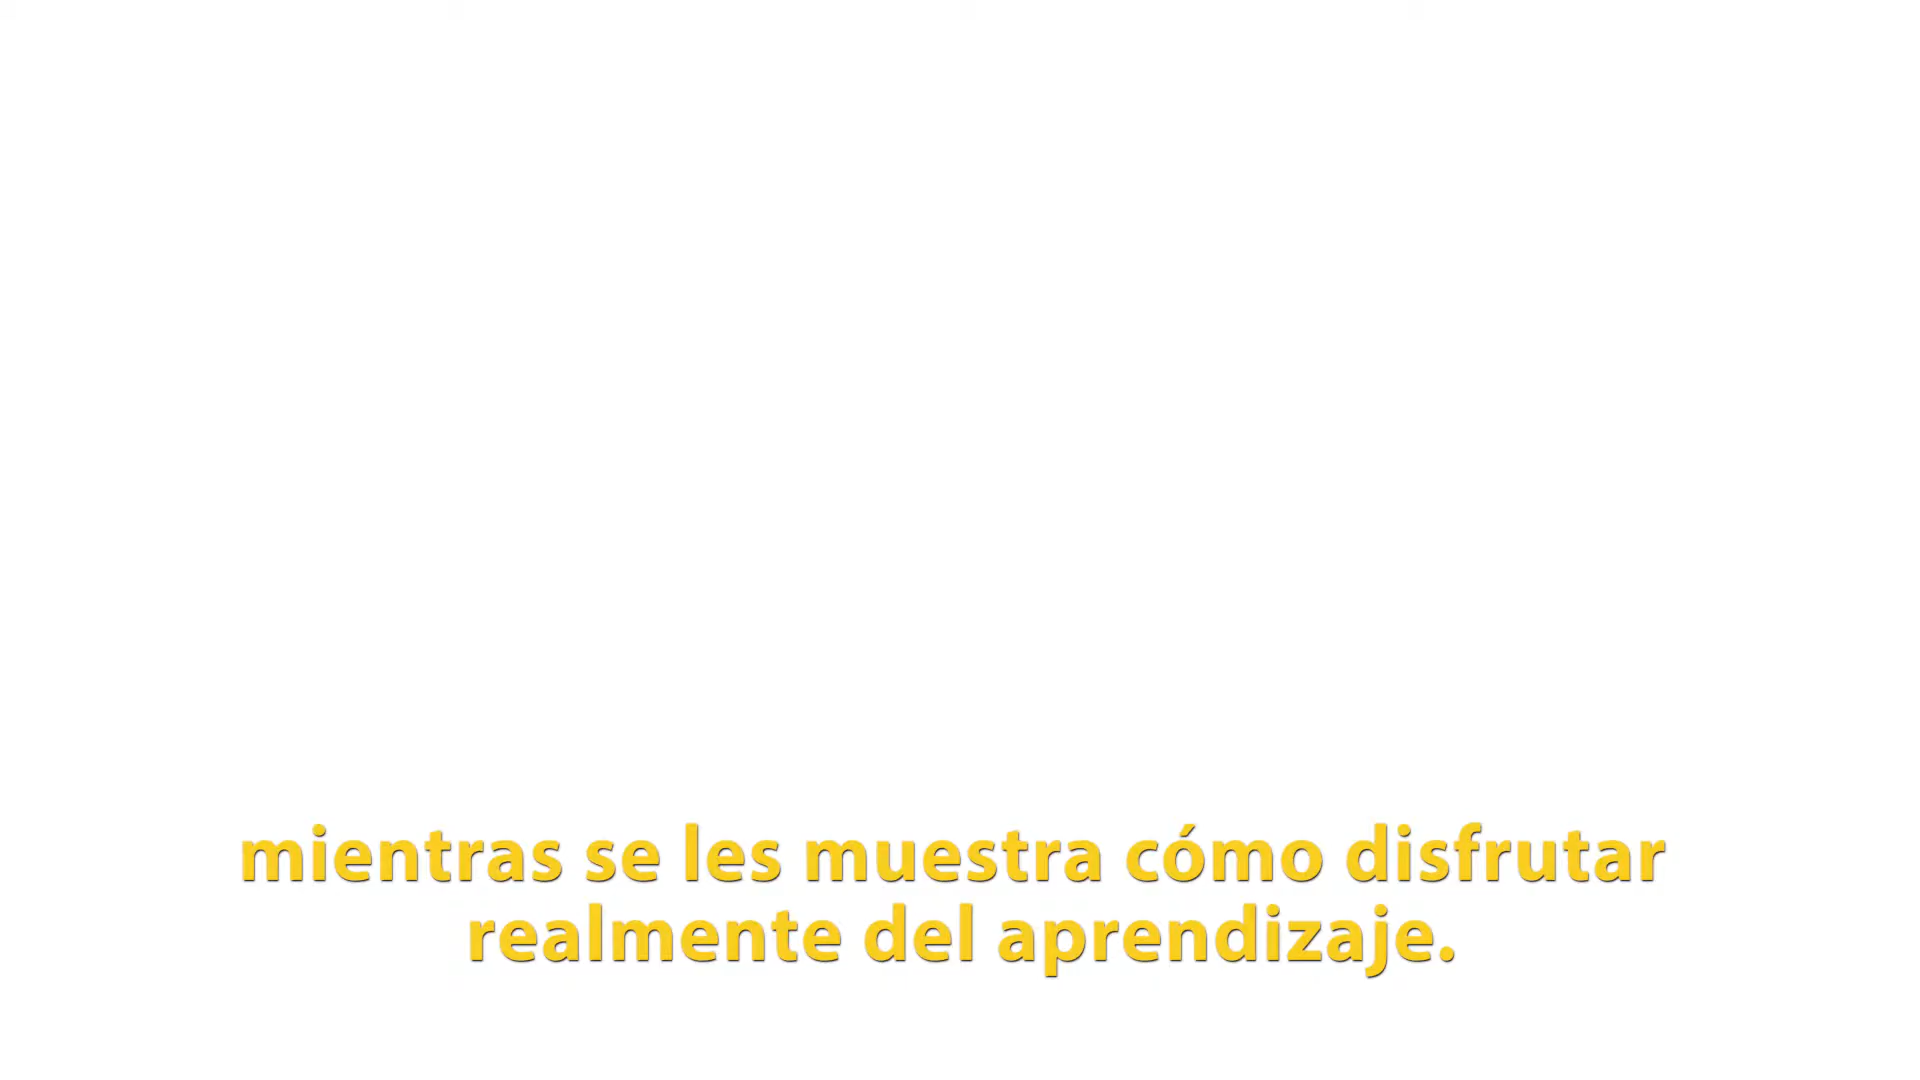 mientras se les muestra cómo disfrutar
realmente del aprendizaje.